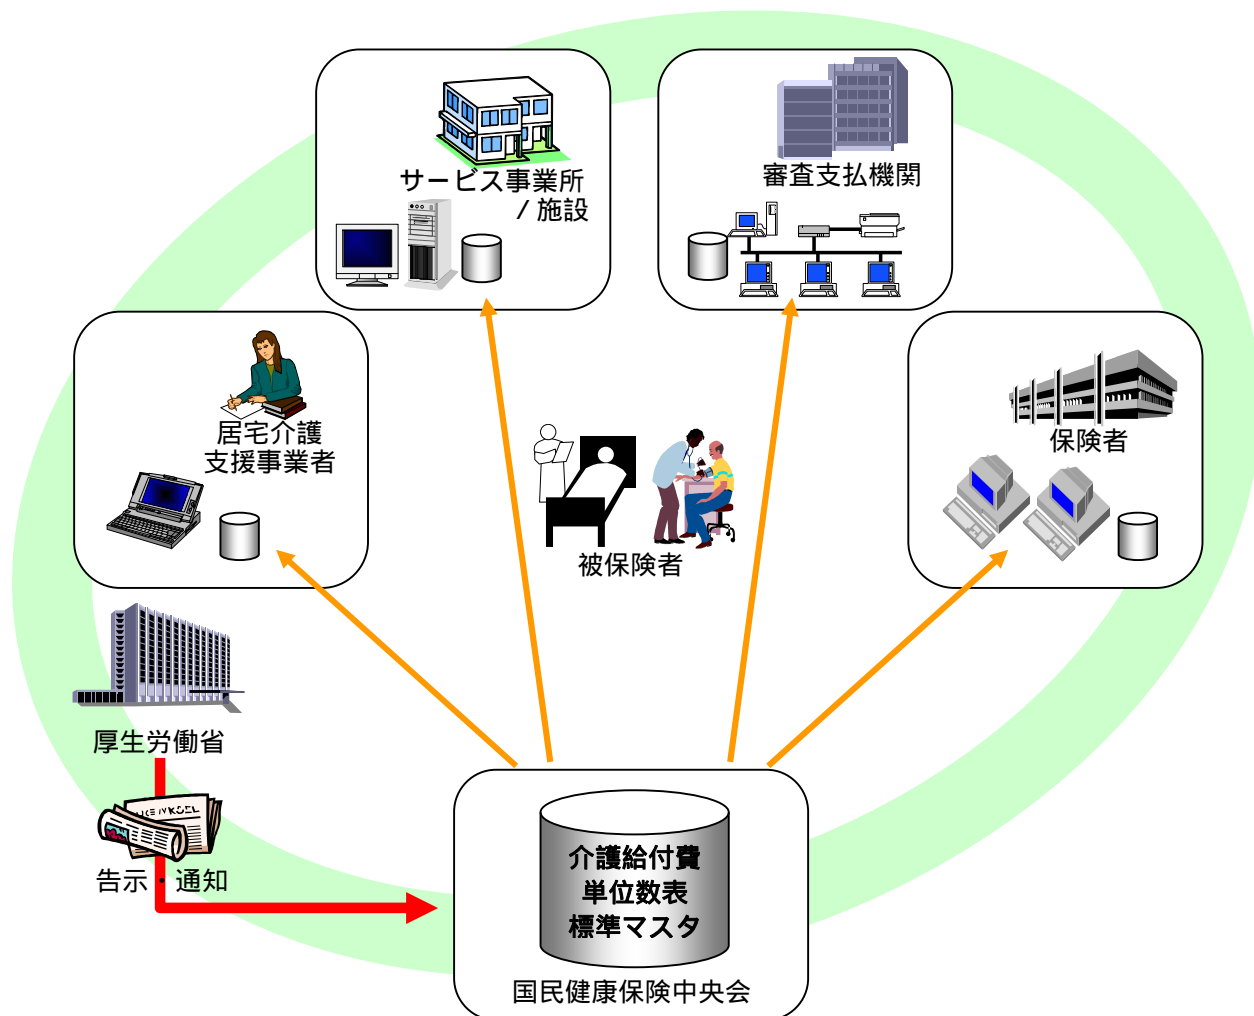 サービス事業所
/ 施設
審査支払機関
居宅介護
支援事業者
保険者
被保険者
厚生労働省
告示・通知
介護給付費
単位数表
標準マスタ
国民健康保険中央会